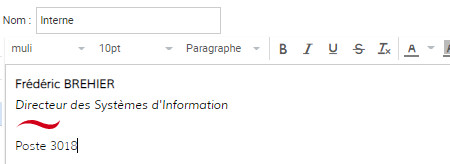 Nom : Interne
muli 10pt Paragraphe B I U S Tx A A
Frédéric BREHIER
Directeur des Systèmes d'Information
Poste 3018